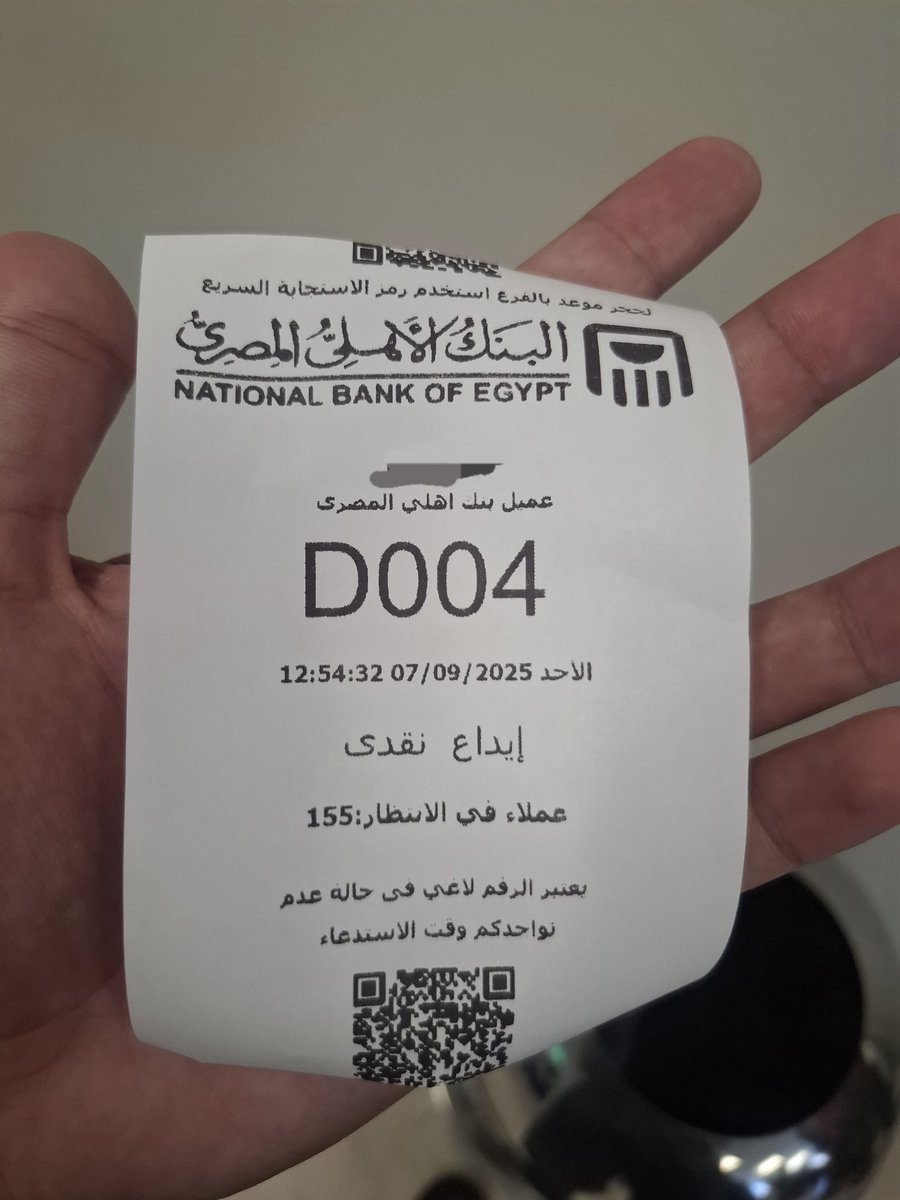 لحجز موعد بالفرع استخدم رمز الاستجابة السريع
البنك الأهلي المصري
NATIONAL BANK OF EGYPT
عميل بنك اهلي المصرى
D004
الأحد 07/09/2025 12:54:32
إيداع نقدى
عملاء في الانتظار:155
يعتبر الرقم لاغي فى حالة عدم
تواجدكم وقت الاستدعاء